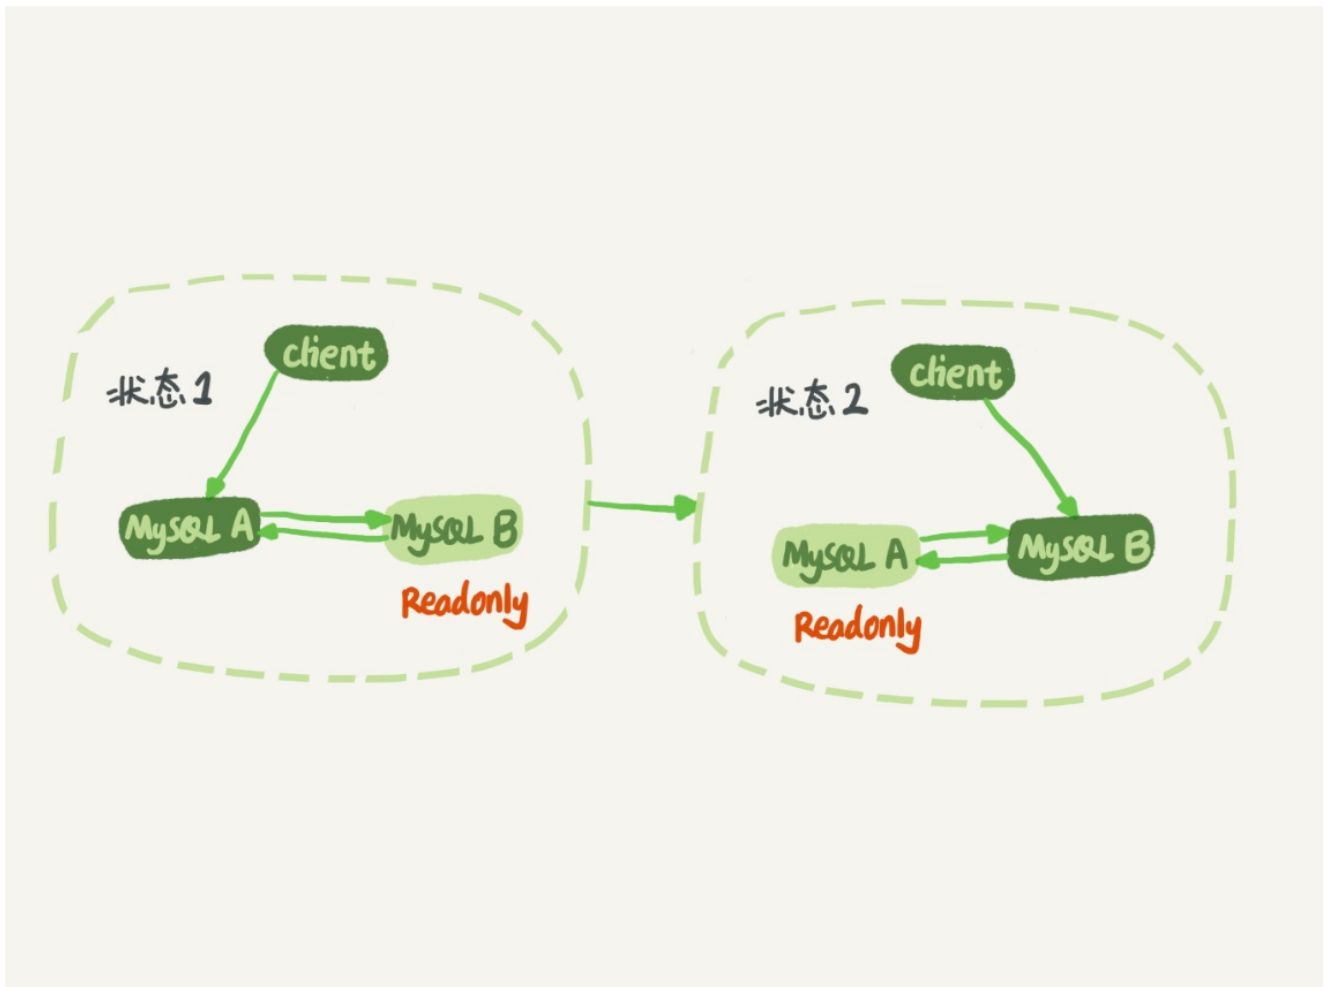 client
状态1
MySQL A
MySQL B
Readonly
client
状态2
MySQL A
MySQL B
Readonly